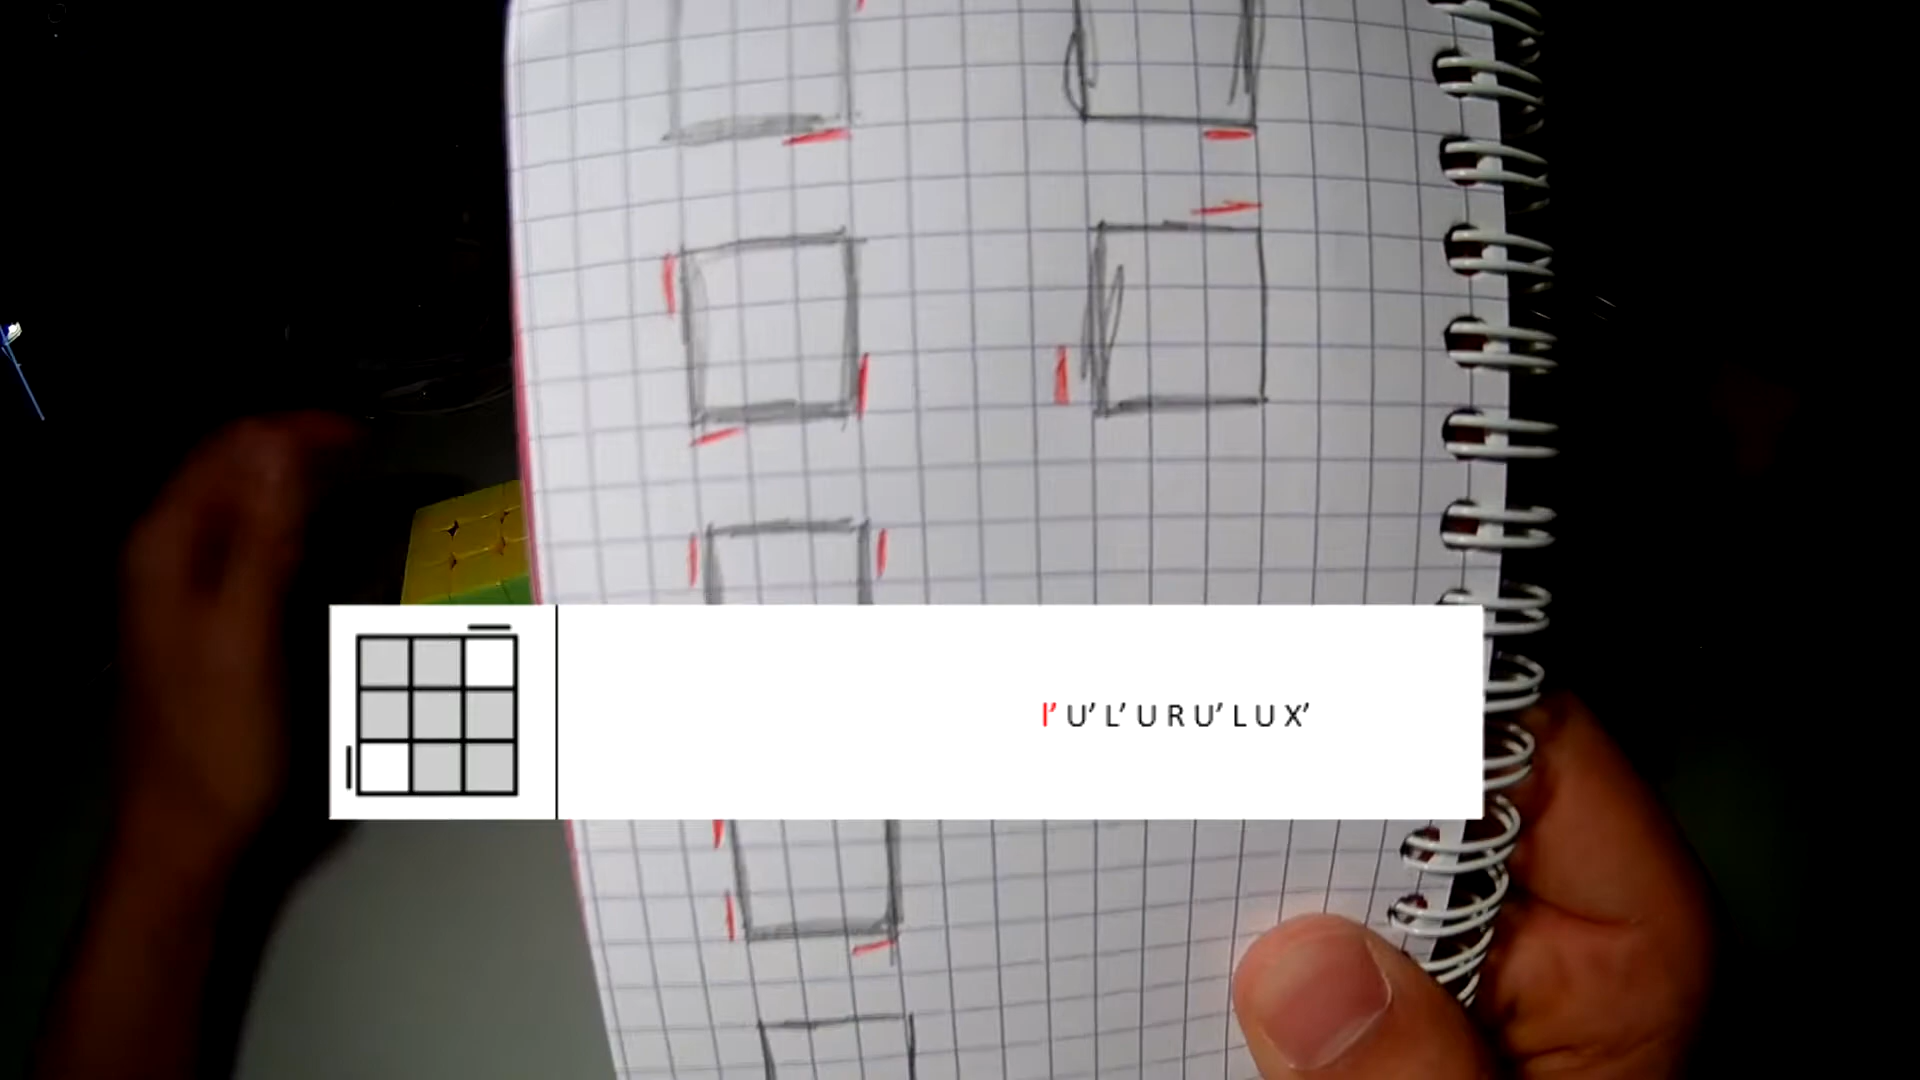 l’ U’ L’ U R U’ L U X’